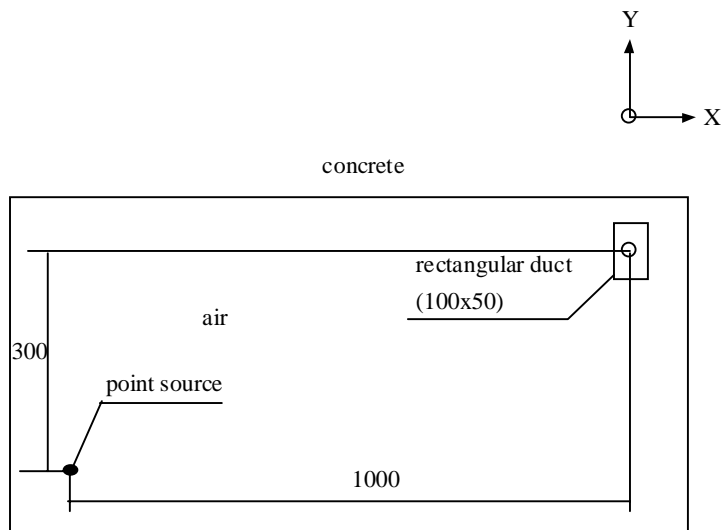 Y
X
concrete
rectangular duct
(100x50)
air
300
point source
1000